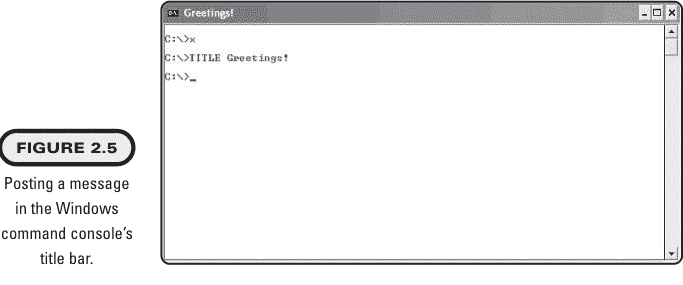 Greetings!
C:\>x
C:\>TITLE Greetings!
C:\>_
FIGURE 2.5
Posting a message
in the Windows
command console's
title bar.